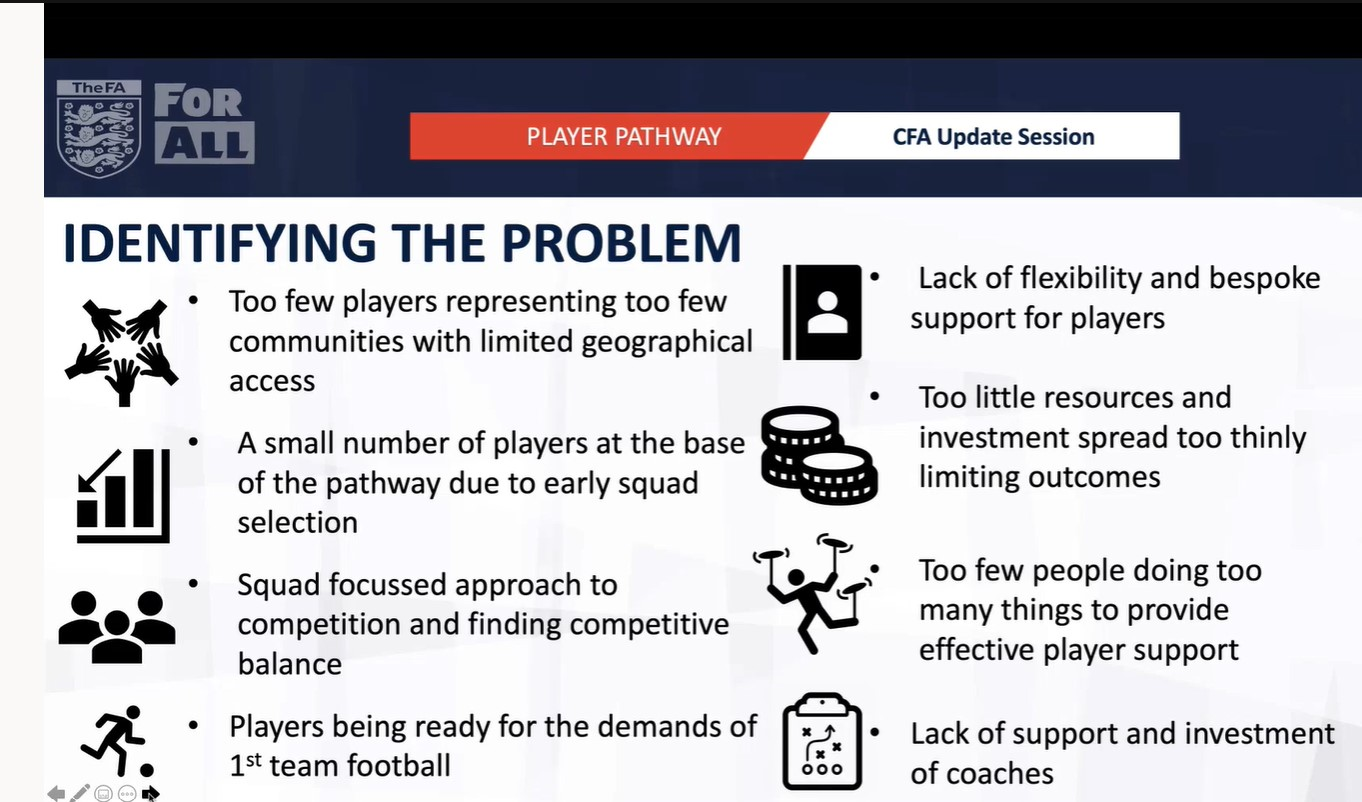 The FA
FOR
ALL
PLAYER PATHWAY
CFA Update Session
IDENTIFYING THE PROBLEM
• Too few players representing too few
communities with limited geographical
access
• A small number of players at the base
of the pathway due to early squad
selection
• Squad focussed approach to
competition and finding competitive
balance
• Players being ready for the demands of
1st team football
• Lack of flexibility and bespoke
support for players
• Too little resources and
investment spread too thinly
limiting outcomes
• Too few people doing too
many things to provide
effective player support
• Lack of support and investment
of coaches